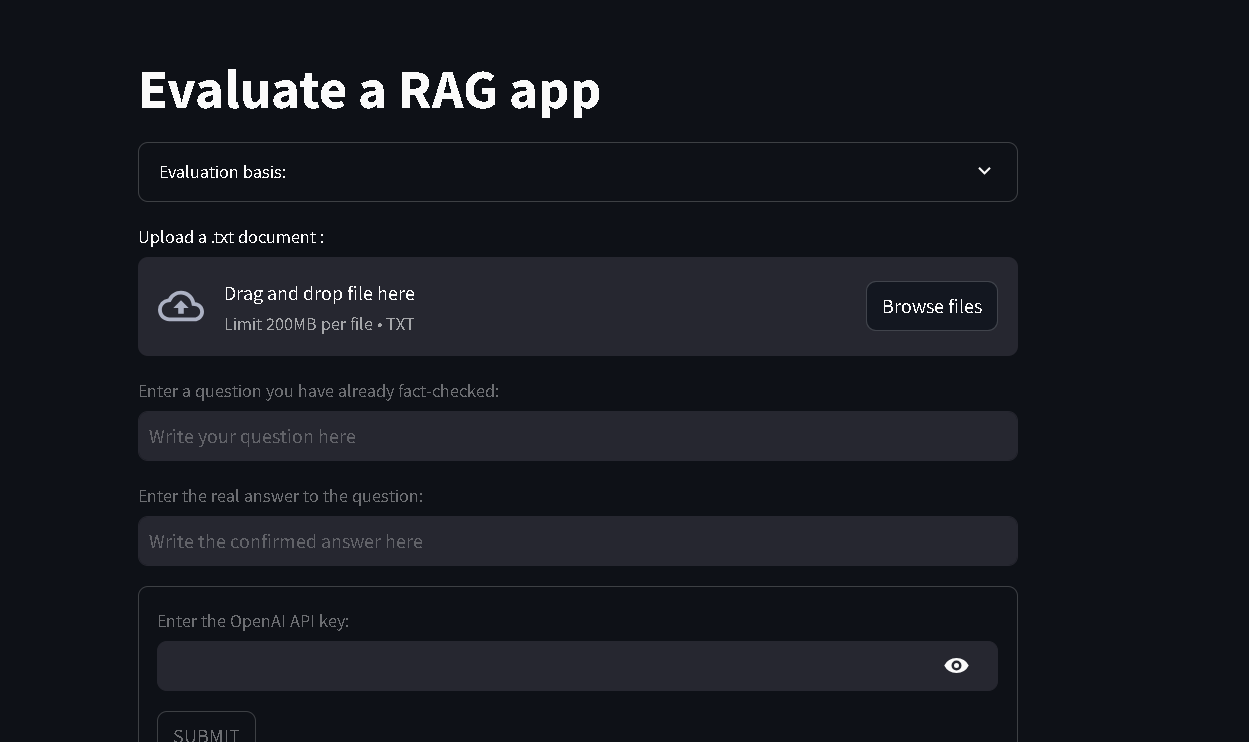 Evaluate a RAG app
Evaluation basis:
Upload a .txt document :
Drag and drop file here
Limit 200MB per file • TXT
Browse files
Enter a question you have already fact-checked:
Write your question here
Enter the real answer to the question:
Write the confirmed answer here
Enter the OpenAI API key:
SUBMIT